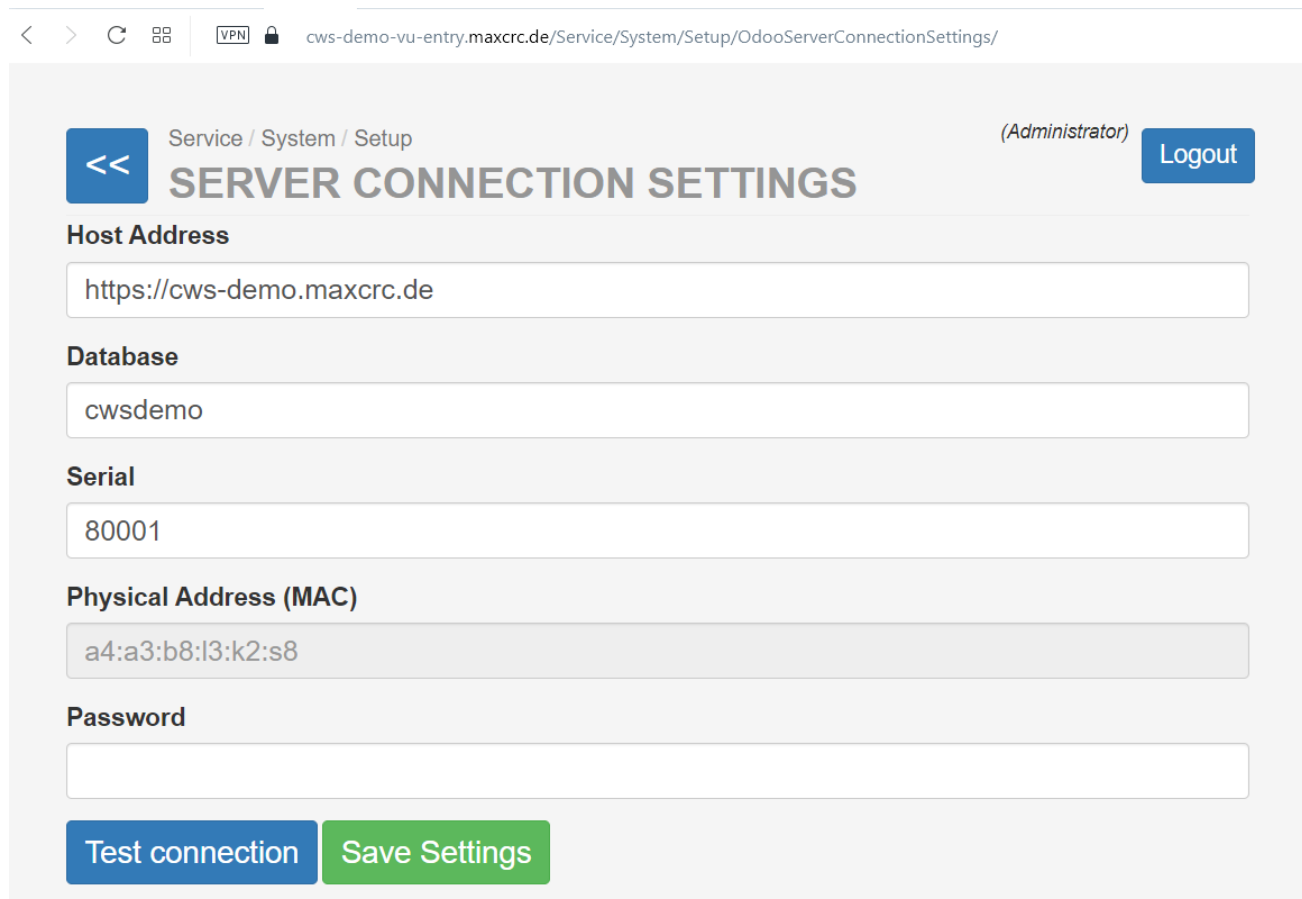 VPN cws-demo-vu-entry.maxcrc.de/Service/System/Setup/OdooServerConnectionSettings/
<< Service / System / Setup (Administrator) Logout
SERVER CONNECTION SETTINGS
Host Address
https://cws-demo.maxcrc.de
Database
cwsdemo
Serial
80001
Physical Address (MAC)
a4:a3:b8:l3:k2:s8
Password
Test connection Save Settings